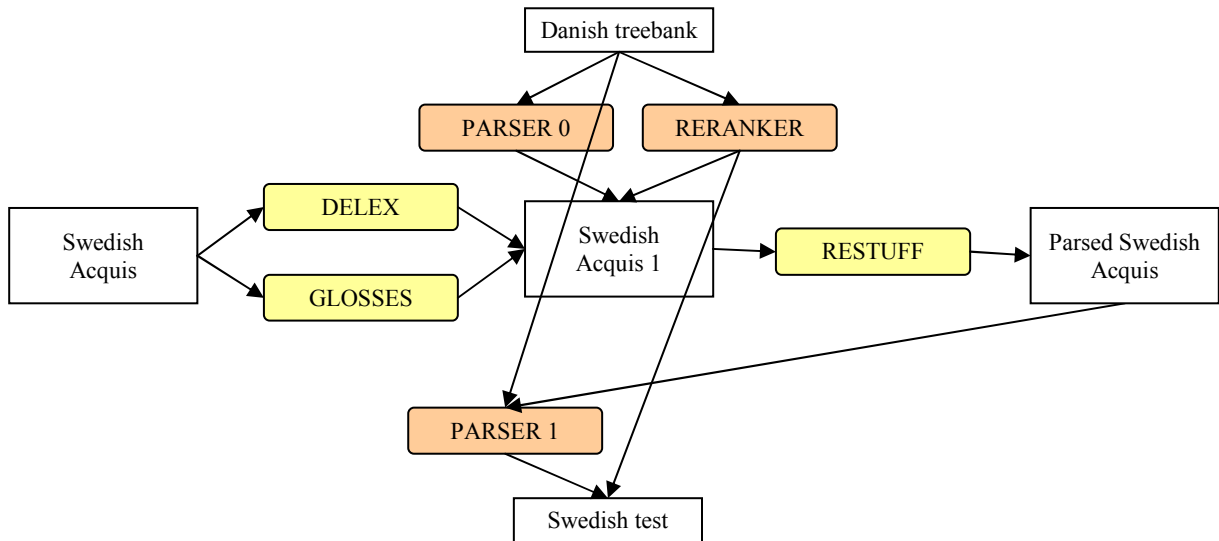 Danish treebank
PARSER 0
RERANKER
DELEX
Swedish
Acquis
GLOSSES
Swedish
Acquis 1
RESTUFF
Parsed Swedish
Acquis
PARSER 1
Swedish test